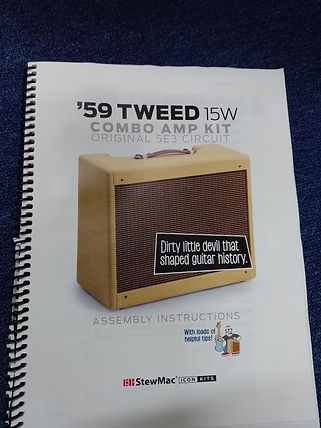 '59 TWEED 15W
COMBO AMP KIT
ORIGINAL 5E3 CIRCUIT
Dirty little devil that
shaped guitar history.
ASSEMBLY INSTRUCTIONS
With loads of
helpful tips!
StewMac ICON KITS